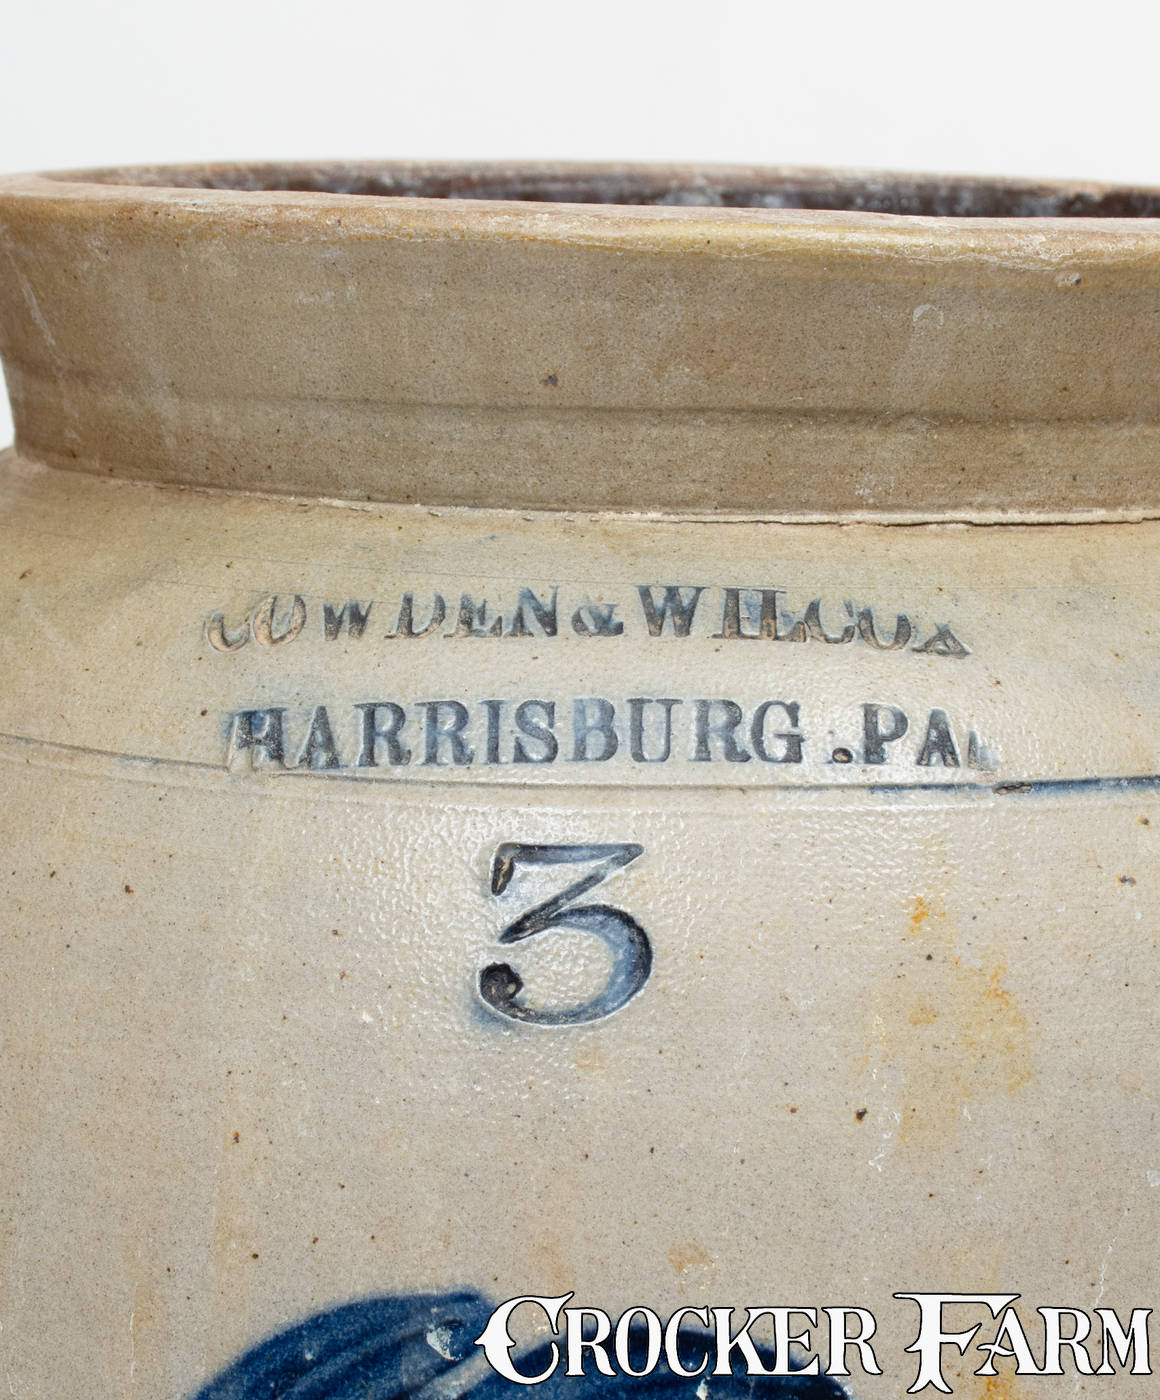 COWDEN & WILCOX
HARRISBURG .PA
3
CROCKER FARM